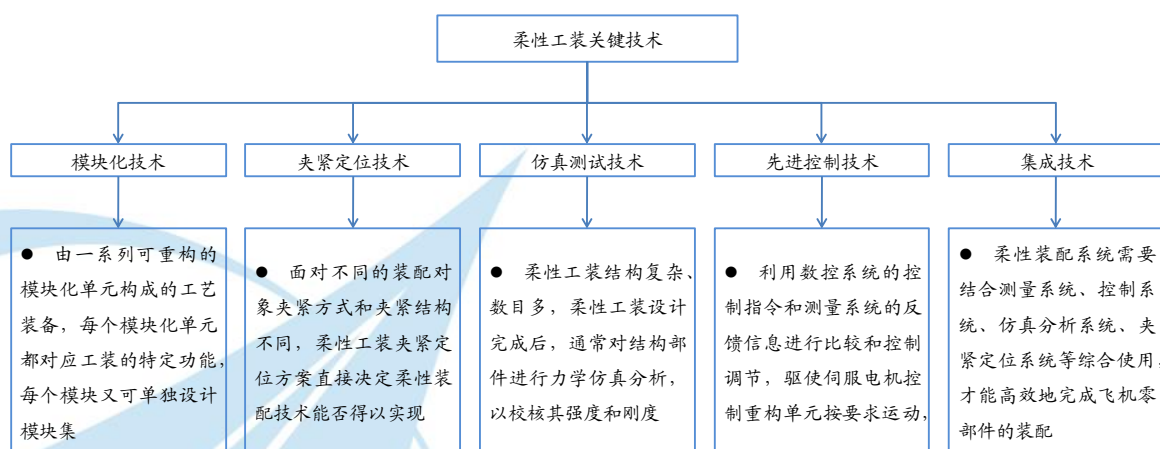 柔性工装关键技术
模块化技术
夹紧定位技术
仿真测试技术
先进控制技术
集成技术
● 由一系列可重构的
模块化单元构成的工艺
装备，每个模块化单元
都对应工装的特定功能，
每个模块又可单独设计
模块集
● 面对不同的装配对
象夹紧方式和夹紧结构
不同，柔性工装夹紧定
位方案直接决定柔性装
配技术能否得以实现
● 柔性工装结构复杂、
数目多，柔性工装设计
完成后，通常对结构部
件进行力学仿真分析，
以校核其强度和刚度
● 利用数控系统的控
制指令和测量系统的反
馈信息进行比较和控制
调节，驱使伺服电机控
制重构单元按要求运动，
● 柔性装配系统需要
结合测量系统、控制系
统、仿真分析系统、夹
紧定位系统等综合使用，
才能高效地完成飞机零
部件的装配